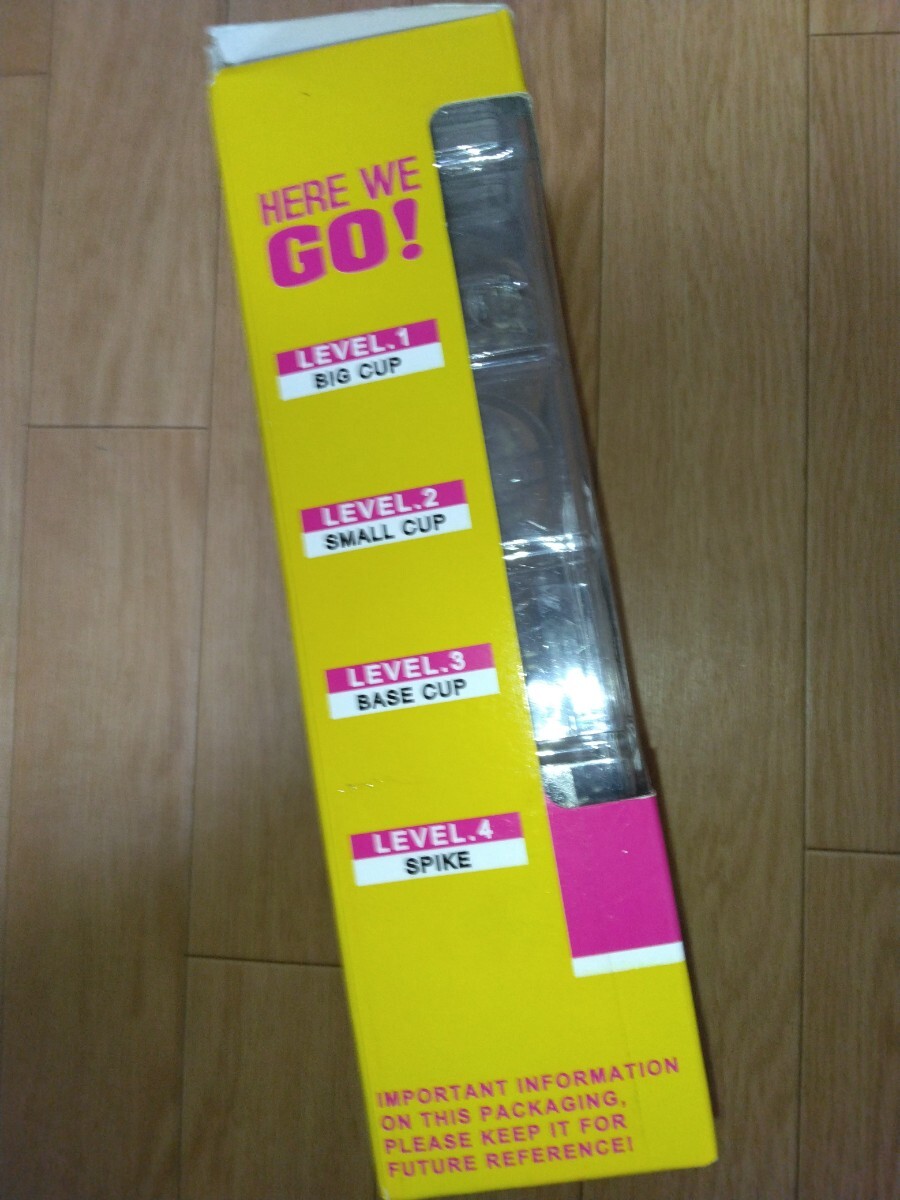 HERE WE
GO!
LEVEL.1
BIG CUP
LEVEL.2
SMALL CUP
LEVEL.3
BASE CUP
LEVEL.4
SPIKE
IMPORTANT INFORMATION
ON THIS PACKAGING,
PLEASE KEEP IT FOR
FUTURE REFERENCE!